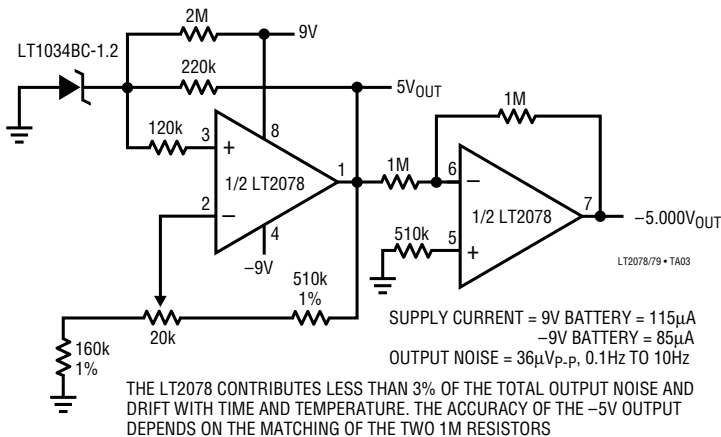 2M
9V
LT1034BC-1.2
220k
5VOUT
120k
3
+
8
1/2 LT2078
1
2
−
4
−9V
1M
1M
6
−
1/2 LT2078
7
−5.000VOUT
510k
5
+
LT2078/79 • TA03
510k
1%
20k
160k
1%
SUPPLY CURRENT = 9V BATTERY = 115µA
−9V BATTERY = 85µA
OUTPUT NOISE = 36µVP-P, 0.1Hz TO 10Hz
THE LT2078 CONTRIBUTES LESS THAN 3% OF THE TOTAL OUTPUT NOISE AND
DRIFT WITH TIME AND TEMPERATURE. THE ACCURACY OF THE −5V OUTPUT
DEPENDS ON THE MATCHING OF THE TWO 1M RESISTORS